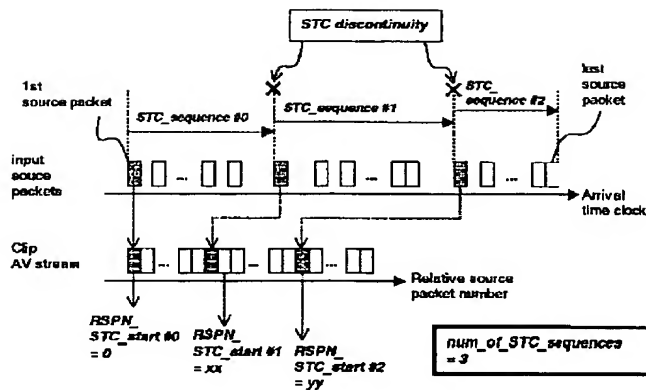 STC discontinuity
1st
source packet
STC_sequence #0
STC_sequence #1
STC_
sequence #2
last
source
packet
input
souce
packets
...
...
...
Arrival
time clock
Clip
AV stream
...
...
...
Relative source
packet number
RSPN_
STC_start #0
= 0
RSPN_
STC_start #1
= xx
RSPN_
STC_start #2
= yy
num_of_STC_sequences
= 3